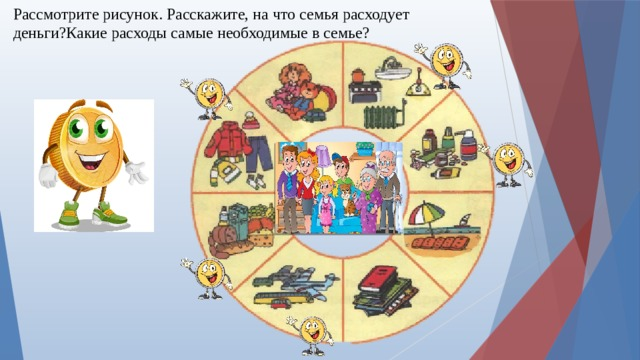 Рассмотрите рисунок. Расскажите, на что семья расходует
деньги?Какие расходы самые необходимые в семье?